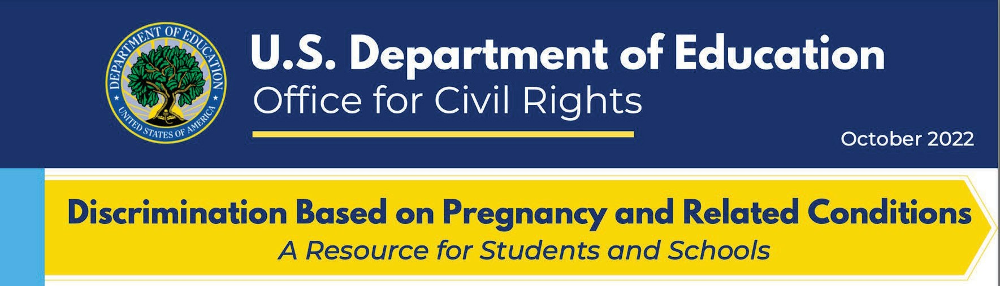 DEPARTMENT OF EDUCATION
UNITED STATES OF AMERICA
U.S. Department of Education
Office for Civil Rights
October 2022
Discrimination Based on Pregnancy and Related Conditions
A Resource for Students and Schools